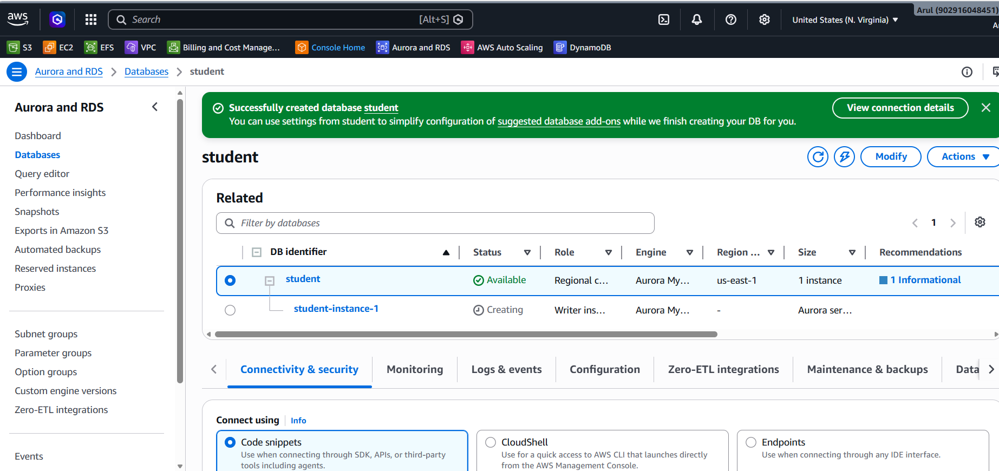 Arul (902916048451)
aws
Search
[Alt+S]
United States (N. Virginia)
S3
EC2
EFS
VPC
Billing and Cost Manage...
Console Home
Aurora and RDS
AWS Auto Scaling
DynamoDB
Aurora and RDS
Databases
student
Aurora and RDS
Dashboard
Databases
Query editor
Performance insights
Snapshots
Exports in Amazon S3
Automated backups
Reserved instances
Proxies
Subnet groups
Parameter groups
Option groups
Custom engine versions
Zero-ETL integrations
Events
Successfully created database student
You can use settings from student to simplify configuration of suggested database add-ons while we finish creating your DB for you.
View connection details
student
Modify
Actions
Related
Filter by databases
1
DB identifier Status Role Engine Region ... Size Recommendations
student Available Regional c... Aurora My... us-east-1 1 instance 1 Informational
student-instance-1 Creating Writer ins... Aurora My... - Aurora ser...
Connectivity & security
Monitoring
Logs & events
Configuration
Zero-ETL integrations
Maintenance & backups
Data
Connect using
Info
Code snippets
Use when connecting through SDK, APIs, or third-party
tools including agents.
CloudShell
Use for a quick access to AWS CLI that launches directly
from the AWS Management Console.
Endpoints
Use when connecting through any IDE interface.